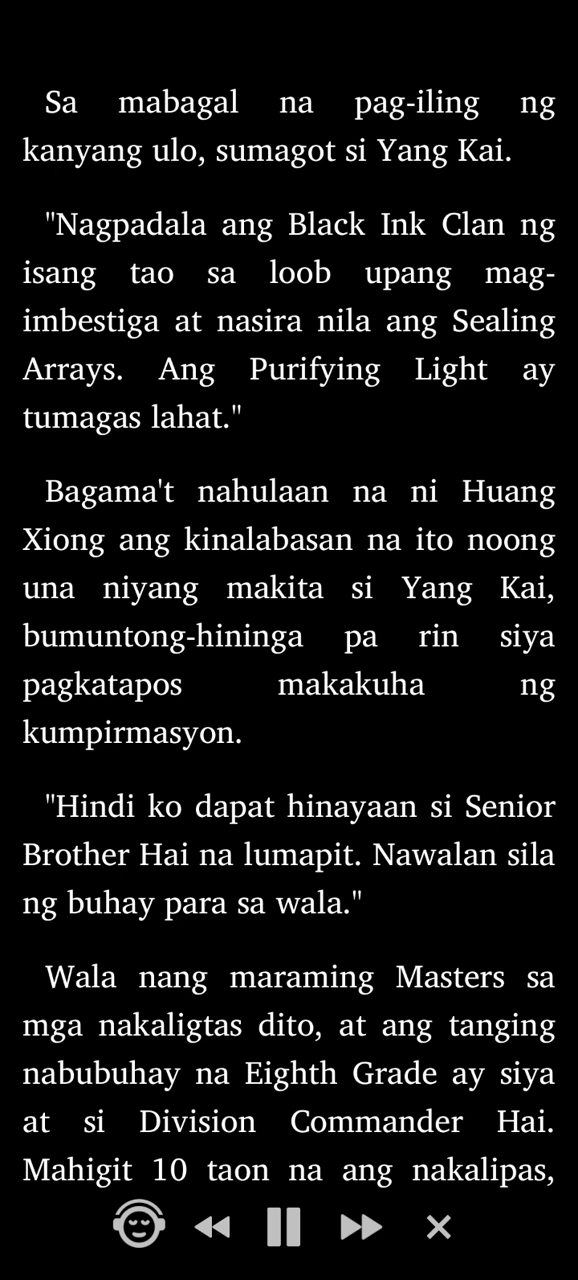 Sa mabagal na pag-iling ng
kanyang ulo, sumagot si Yang Kai.
"Nagpadala ang Black Ink Clan ng
isang tao sa loob upang mag-
imbestiga at nasira nila ang Sealing
Arrays. Ang Purifying Light ay
tumagas lahat."
Bagama't nahulaan na ni Huang
Xiong ang kinalabasan na ito noong
una niyang makita si Yang Kai,
bumuntong-hininga pa rin siya
pagkatapos makakuha ng
kumpirmasyon.
"Hindi ko dapat hinayaan si Senior
Brother Hai na lumapit. Nawalan sila
ng buhay para sa wala."
Wala nang maraming Masters sa
mga nakaligtas dito, at ang tanging
nabubuhay na Eighth Grade ay siya
at si Division Commander Hai.
Mahigit 10 taon na ang nakalipas,